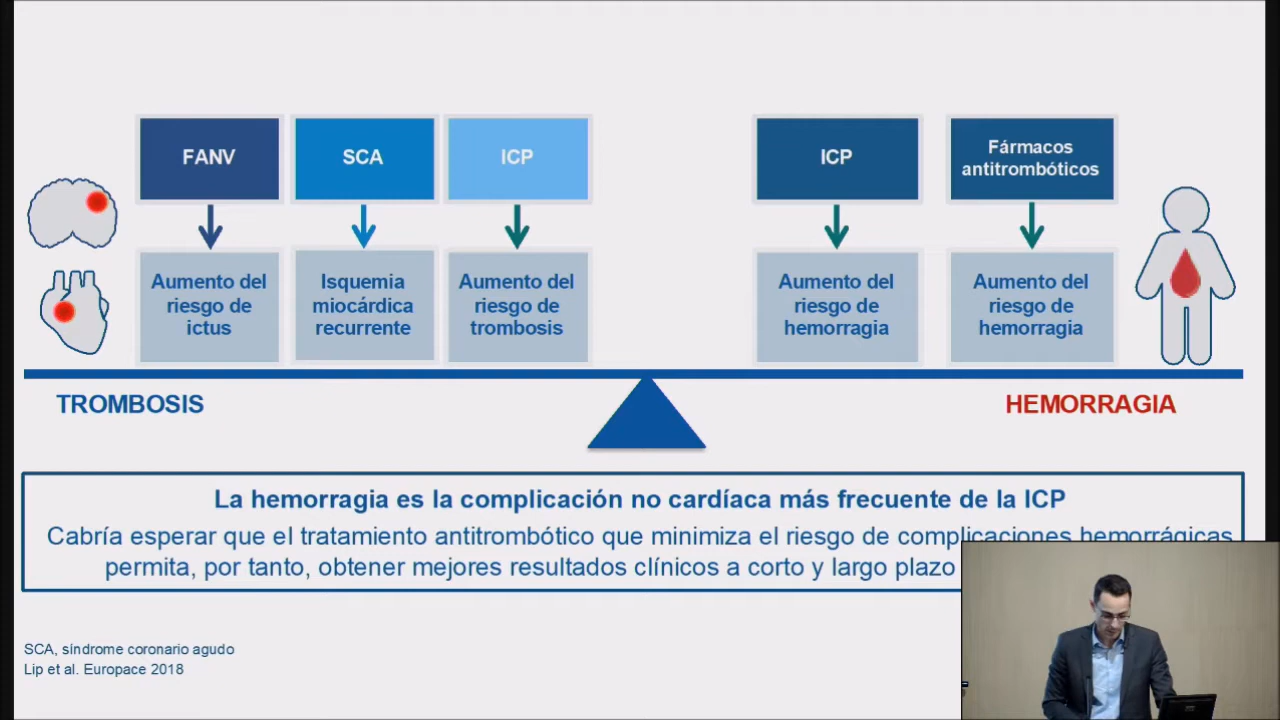 FANV
SCA
ICP
ICP
Fármacos
antitrombóticos
Aumento del
riesgo de
ictus
Isquemia
miocárdica
recurrente
Aumento del
riesgo de
trombosis
Aumento del
riesgo de
hemorragia
Aumento del
riesgo de
hemorragia
TROMBOSIS
HEMORRAGIA
La hemorragia es la complicación no cardíaca más frecuente de la ICP
Cabría esperar que el tratamiento antitrombótico que minimiza el riesgo de complicaciones hemorrágicas
permita, por tanto, obtener mejores resultados clínicos a corto y largo plazo
SCA, síndrome coronario agudo
Lip et al. Europace 2018